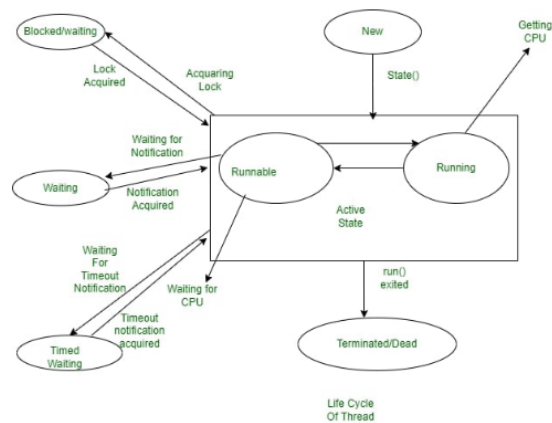 Blocked/waiting
New
Getting
CPU
Lock
Acquired
Acquaring
Lock
State()
Waiting for
Notification
Runnable
Running
Waiting
Notification
Acquired
Active
State
Waiting
For
Timeout
Notification
Waiting for
CPU
run()
exited
Timeout
notification
acquired
Timed
Waiting
Terminated/Dead
Life Cycle
Of Thread